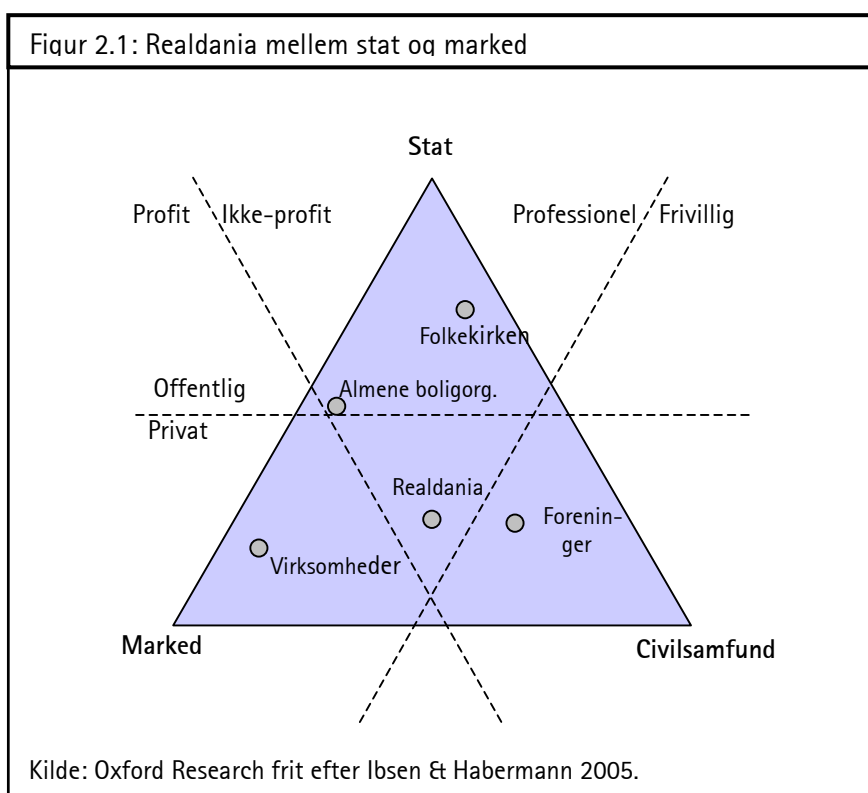 Figur 2.1: Realdania mellem stat og marked
Stat
Profit Ikke-profit
Professionel Frivillig
Folkekirken
Offentlig
Almene boligorg.
Privat
Realdania
Forenin-
ger
Virksomheder
Marked
Civilsamfund
Kilde: Oxford Research frit efter Ibsen & Habermann 2005.